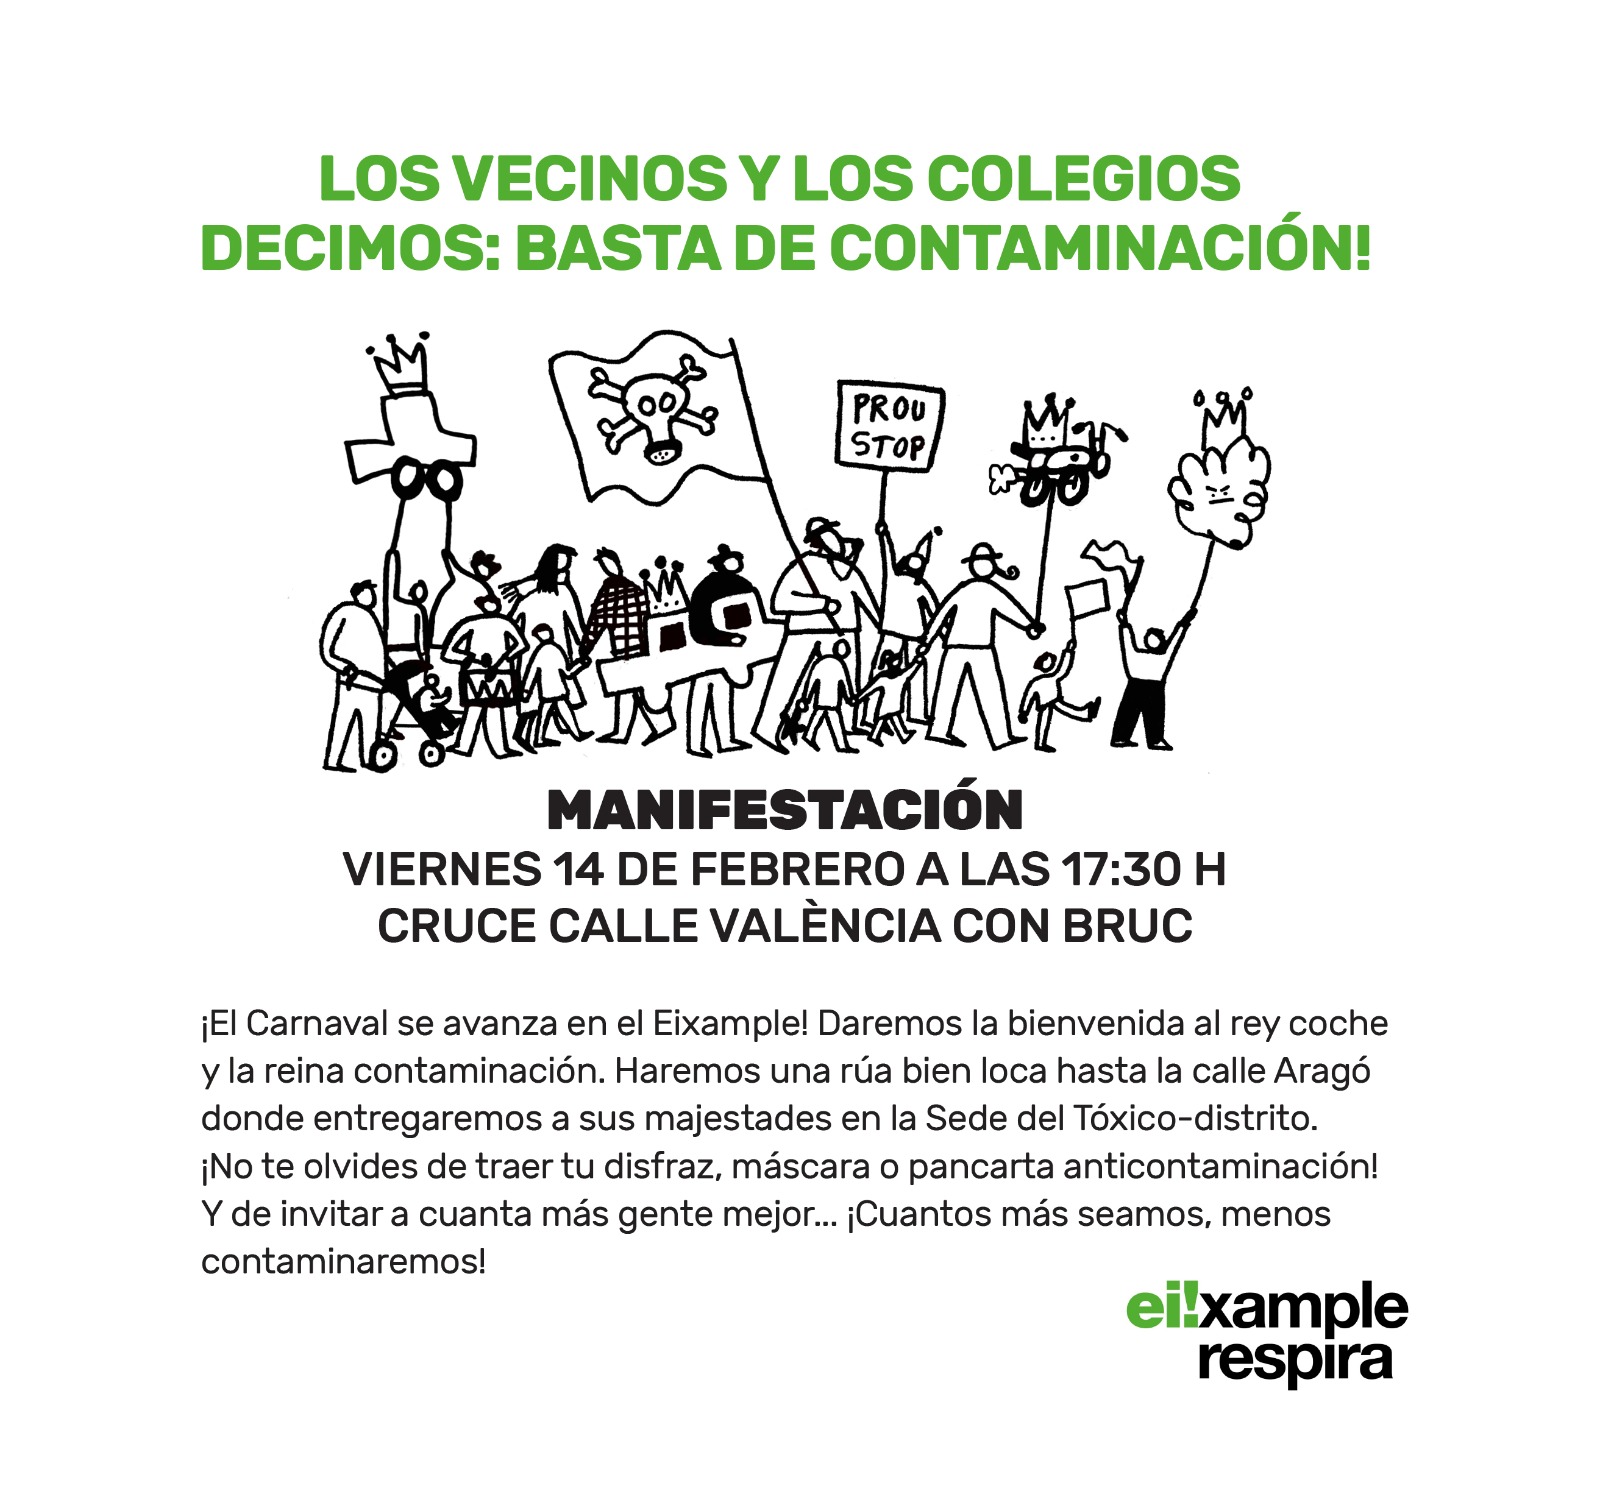 LOS VECINOS Y LOS COLEGIOS
DECIMOS: BASTA DE CONTAMINACIÓN!
PROU
STOP
MANIFESTACIÓN
VIERNES 14 DE FEBRERO A LAS 17:30 H
CRUCE CALLE VALÈNCIA CON BRUC
¡El Carnaval se avanza en el Eixample! Daremos la bienvenida al rey coche
y la reina contaminación. Haremos una rúa bien loca hasta la calle Aragó
donde entregaremos a sus majestades en la Sede del Tóxico-distrito.
¡No te olvides de traer tu disfraz, máscara o pancarta anticontaminación!
Y de invitar a cuanta más gente mejor... ¡Cuantos más seamos, menos
contaminaremos!
ei!xample
respira